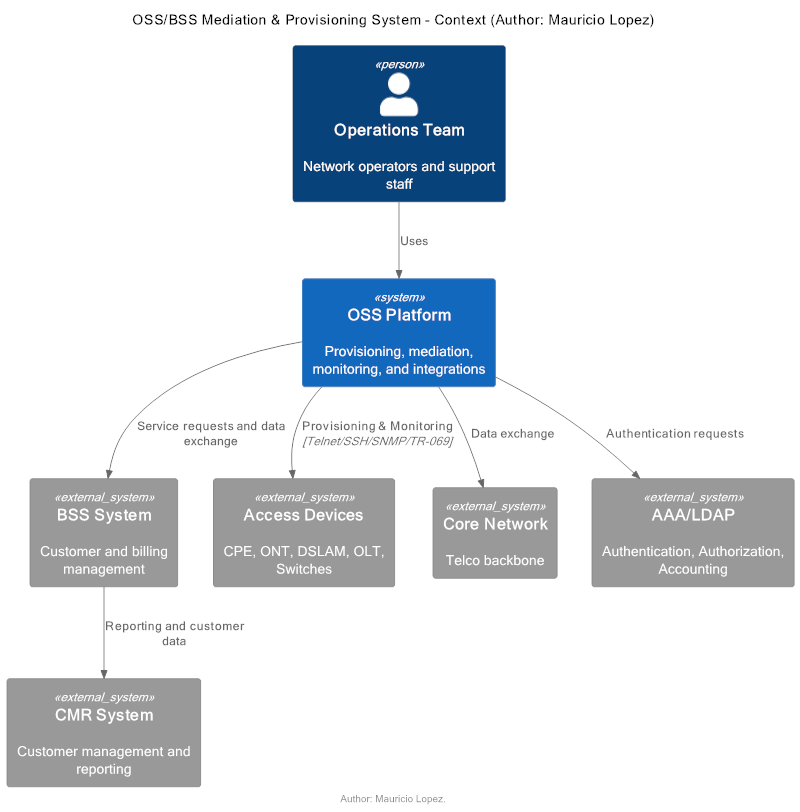 OSS/BSS Mediation & Provisioning System - Context (Author: Mauricio Lopez)
«person»
Operations Team
Network operators and support
staff
Uses
«system»
OSS Platform
Provisioning, mediation,
monitoring, and integrations
Service requests and data
exchange
Provisioning & Monitoring
[Telnet/SSH/SNMP/TR-069]
Data exchange
Authentication requests
«external_system»
BSS System
Customer and billing
management
«external_system»
Access Devices
CPE, ONT, DSLAM, OLT,
Switches
«external_system»
Core Network
Telco backbone
«external_system»
AAA/LDAP
Authentication, Authorization,
Accounting
Reporting and customer
data
«external_system»
CMR System
Customer management and
reporting
Author: Mauricio Lopez.